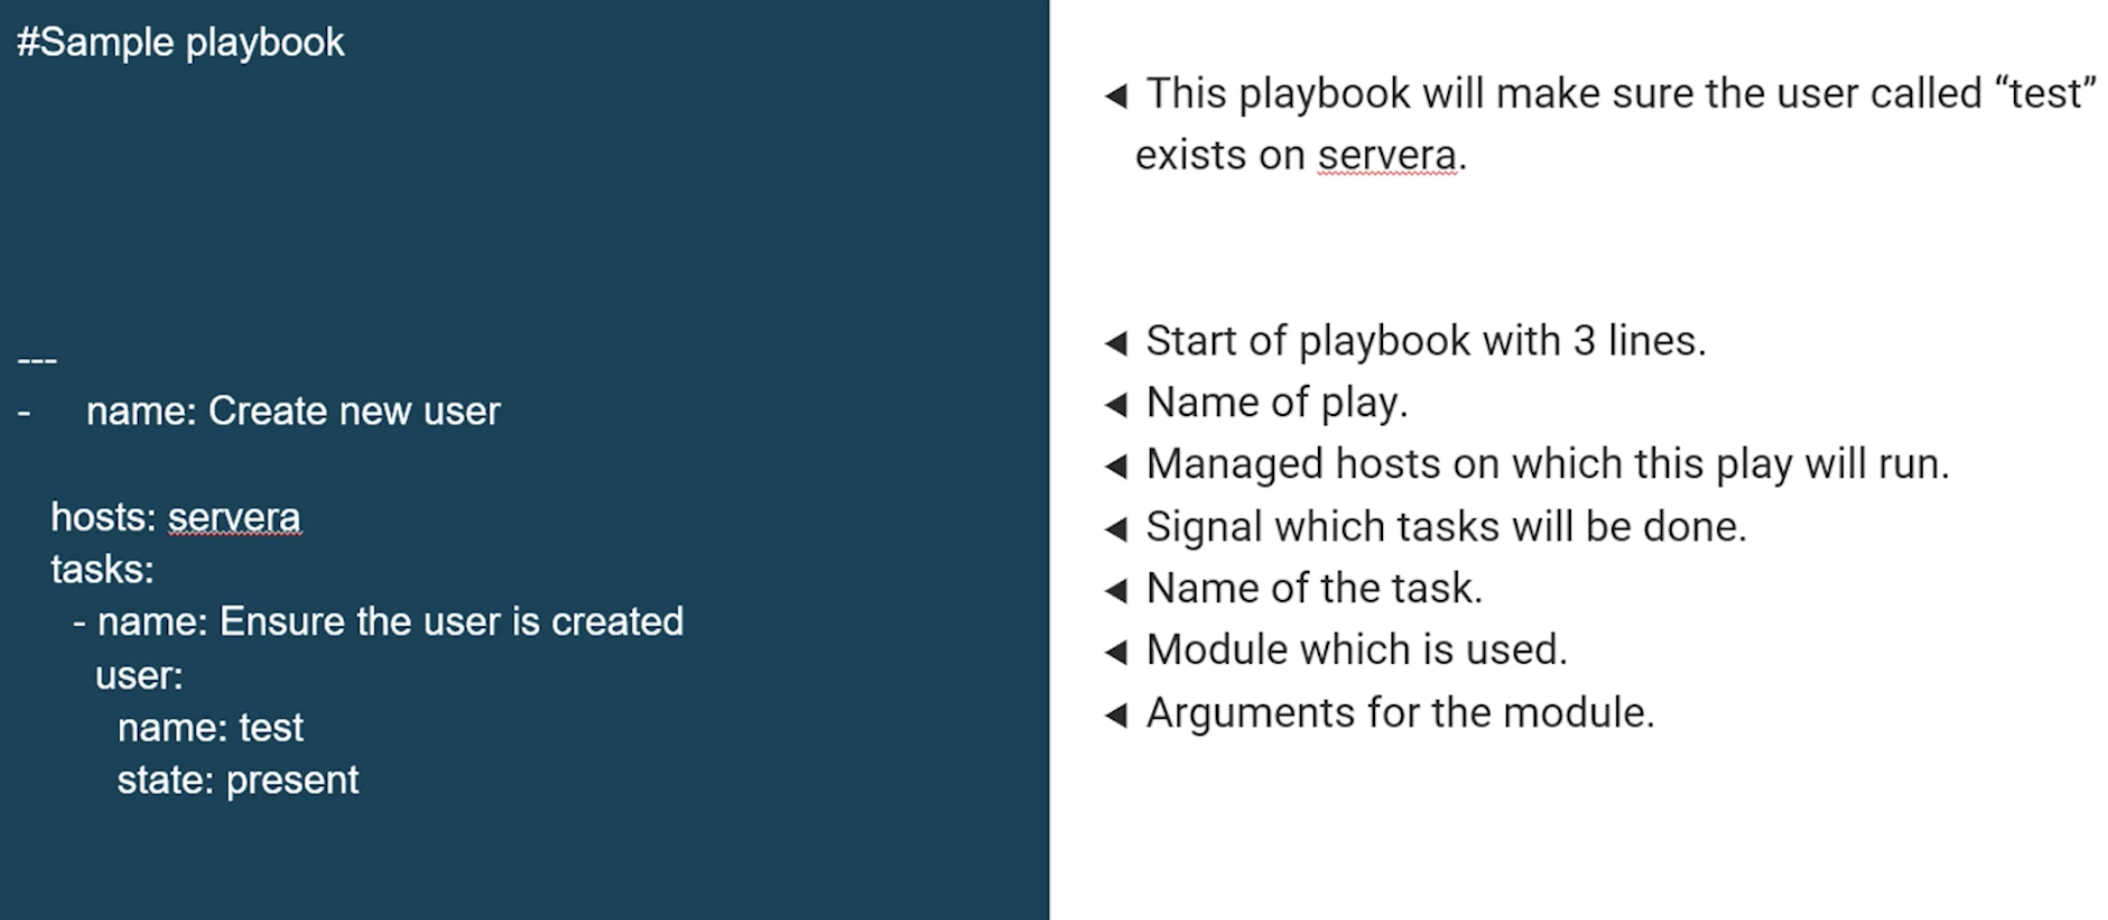 #Sample playbook
---
- name: Create new user
hosts: servera
tasks:
- name: Ensure the user is created
user:
name: test
state: present
◄ This playbook will make sure the user called “test”
exists on servera.
◄ Start of playbook with 3 lines.
◄ Name of play.
◄ Managed hosts on which this play will run.
◄ Signal which tasks will be done.
◄ Name of the task.
◄ Module which is used.
◄ Arguments for the module.